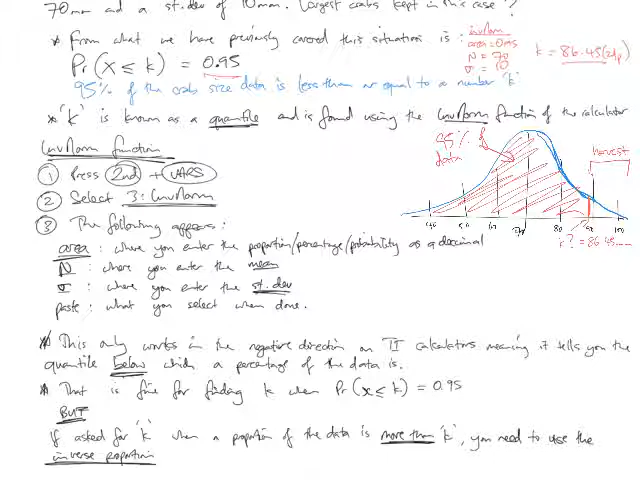 70mm and a st.dev of 10mm. Largest crabs kept in this case?
* From what we have previously covered this situation is :
Pr(X ≤ k) = 0.95
invNorm
area = 0.95
N = 70
σ = 10
k = 86.45 (2dp)
95% of the crabs size data is less than or equal to a number 'k'
* 'k' is known as a quantile and is found using the invNorm function of the calculator
InvNorm function
① Press 2nd + VARS
② Select 3: invNorm
③ The following appears:
area : where you enter the proportion/percentage/probability as a decimal
N : where you enter the mean
σ : where you enter the st.dev
paste : what you select when done.
95% of data
harvest
40 50 60 70 80 90 100
? = 86.45......
* This only works in the negative direction on TI calculators meaning it tells you the
quantile below which a percentage of the data is.
* That is fine for finding k when Pr(x ≤ k) = 0.95
BUT
If asked for 'k' when a proportion of the data is more than 'k', you need to use the
inverse proportion